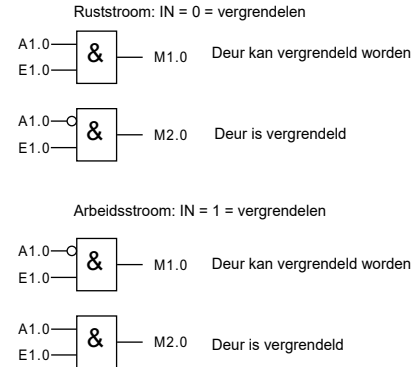 Ruststroom: IN = 0 = vergrendelen
A1.0
E1.0
&
M1.0
Deur kan vergrendeld worden
A1.0
E1.0
&
M2.0
Deur is vergrendeld
Arbeidsstroom: IN = 1 = vergrendelen
A1.0
E1.0
&
M1.0
Deur kan vergrendeld worden
A1.0
E1.0
&
M2.0
Deur is vergrendeld